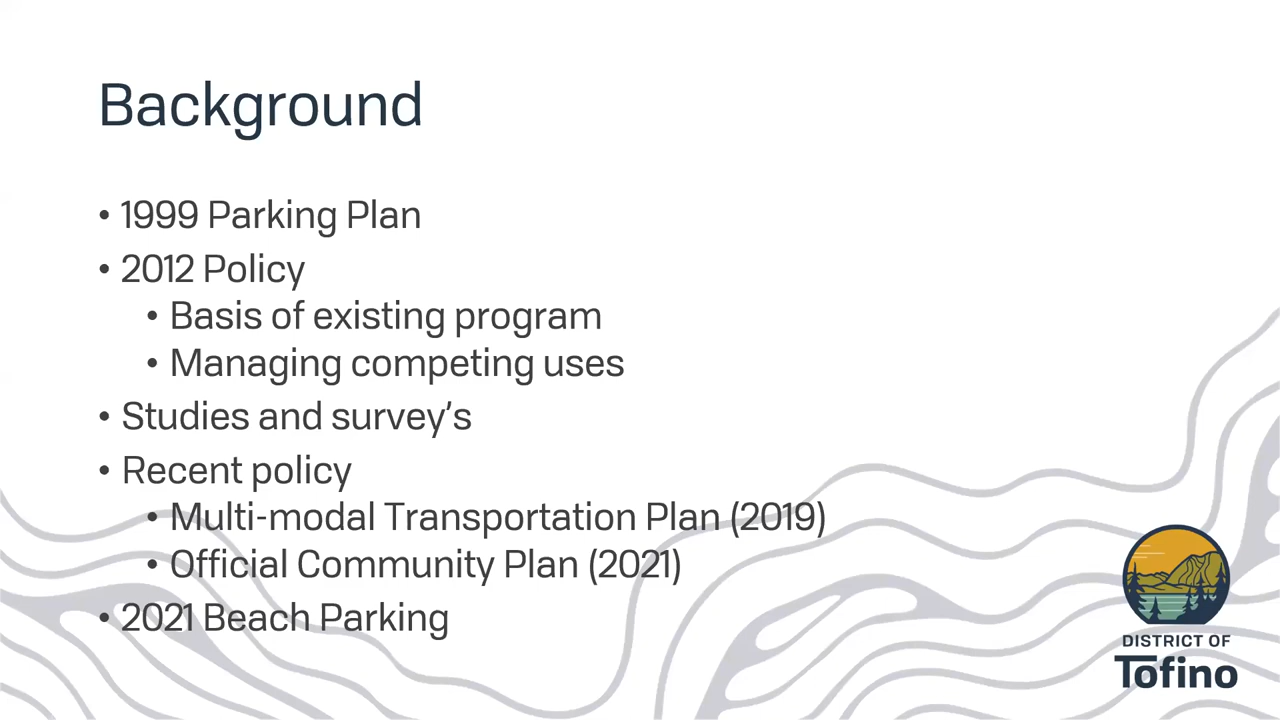 Background
• 1999 Parking Plan
• 2012 Policy
• Basis of existing program
• Managing competing uses
• Studies and survey's
• Recent policy
• Multi-modal Transportation Plan (2019)
• Official Community Plan (2021)
• 2021 Beach Parking
DISTRICT OF
Tofino